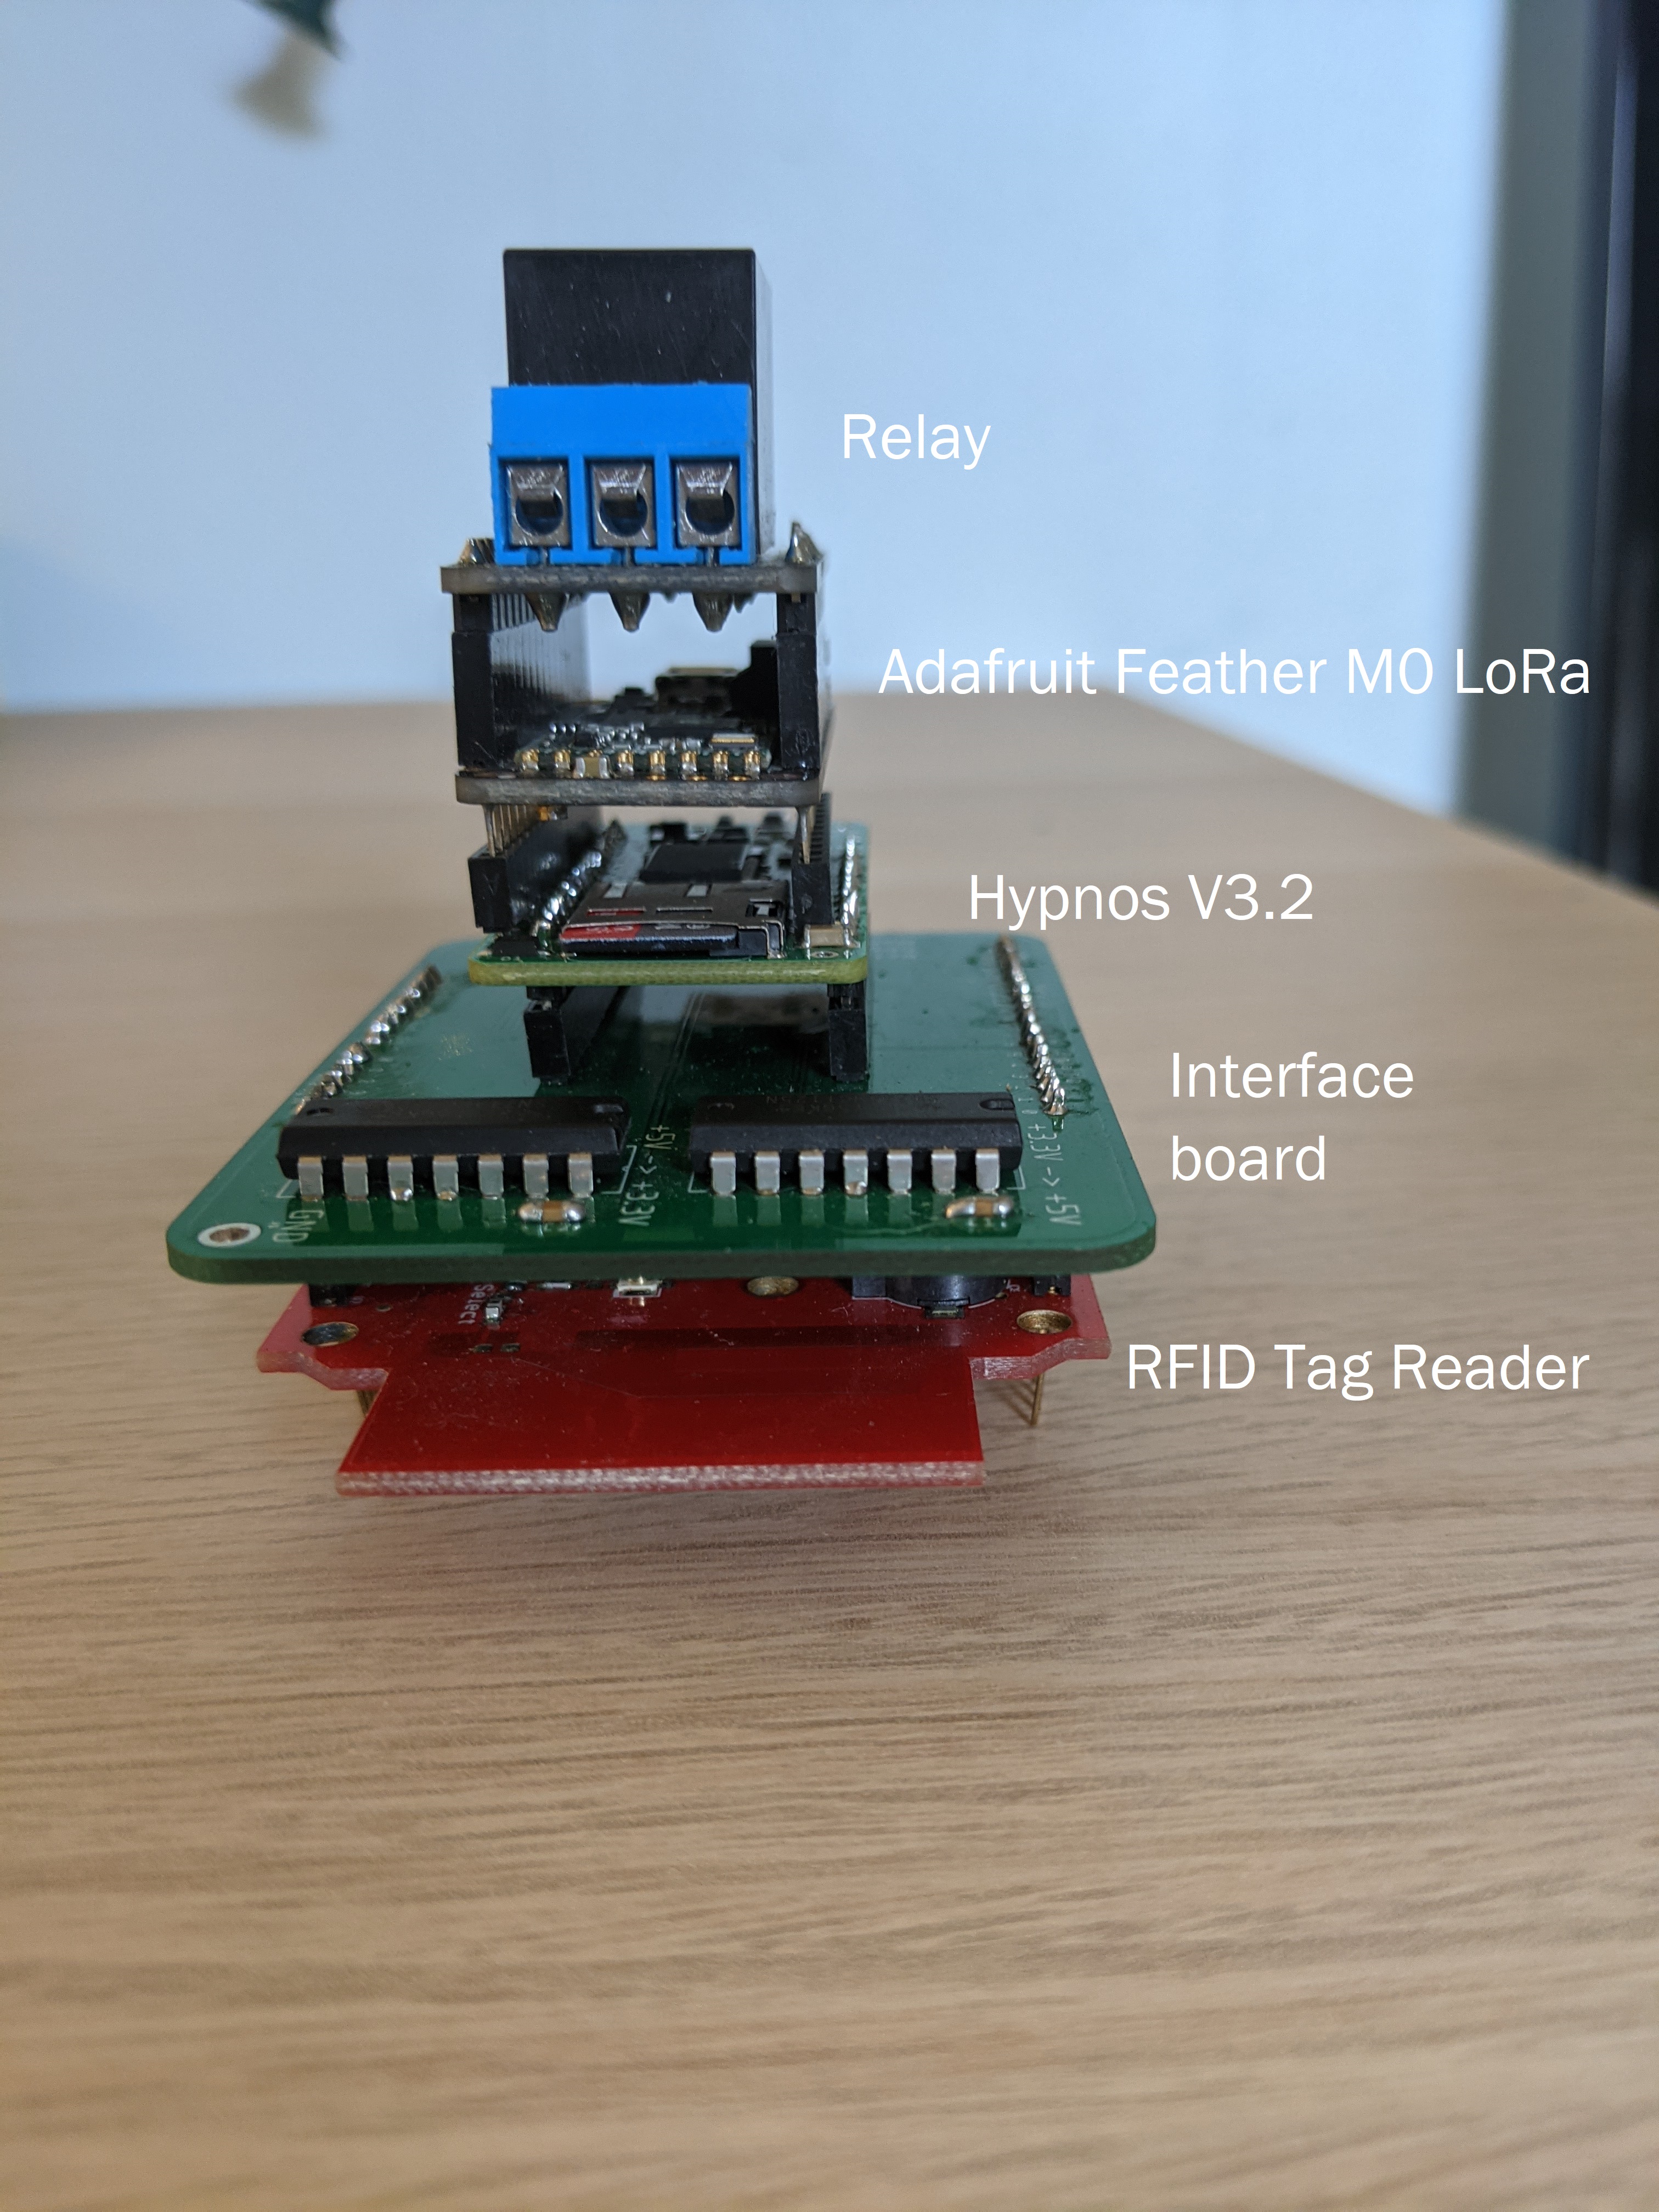 Relay
Adafruit Feather M0 LoRa
Hypnos V3.2
Interface
board
+5V
+3.3V -> +5V
+3.3V <-
GND
Select
RFID Tag Reader